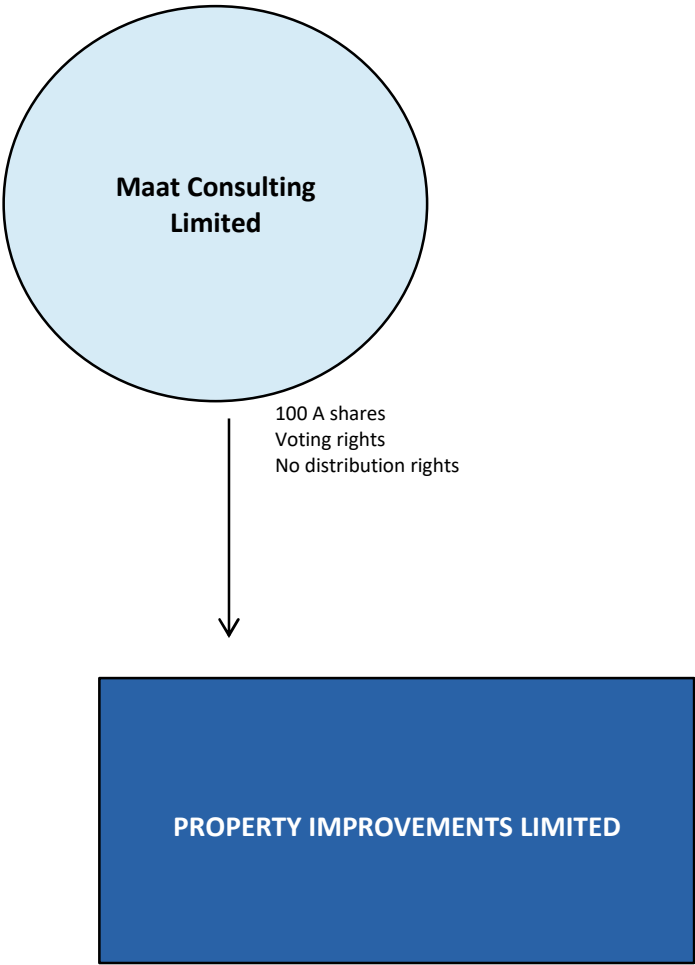 Maat Consulting
Limited
100 A shares
Voting rights
No distribution rights
PROPERTY IMPROVEMENTS LIMITED